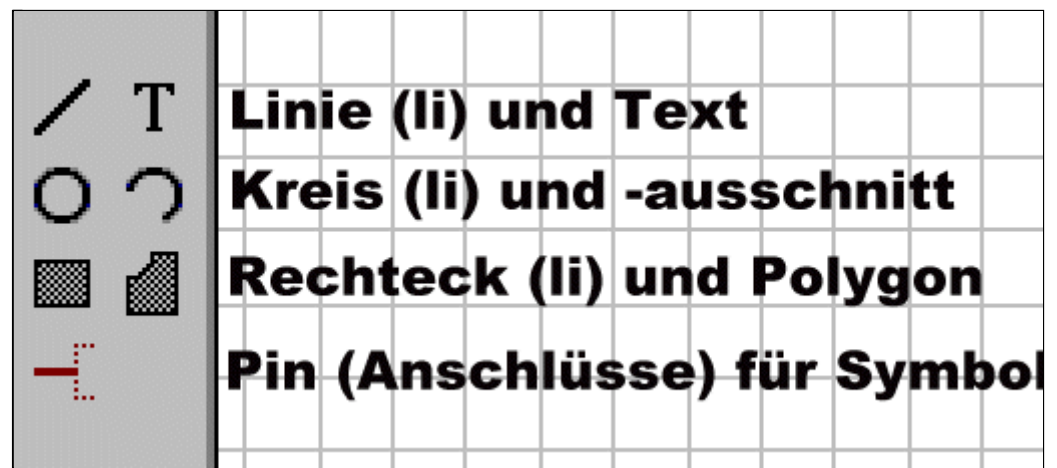 T Linie (li) und Text
Kreis (li) und -ausschnitt
Rechteck (li) und Polygon
Pin (Anschlüsse) für Symbol